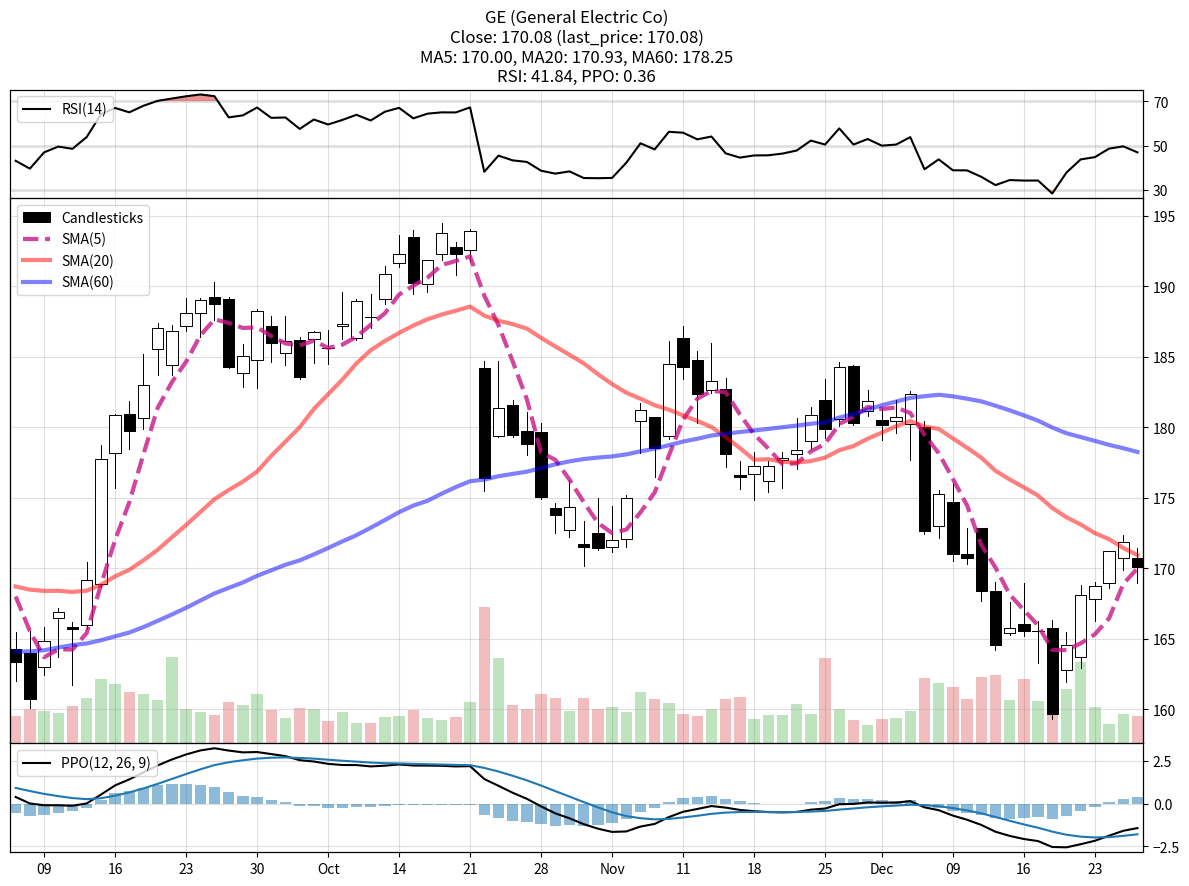 GE (General Electric Co)
Close: 170.08 (last_price: 170.08)
MA5: 170.00, MA20: 170.93, MA60: 178.25
RSI: 41.84, PPO: 0.36
RSI(14)
70
50
30
Candlesticks
SMA(5)
SMA(20)
SMA(60)
195
190
185
180
175
170
165
160
PPO(12, 26, 9)
2.5
0.0
−2.5
09 16 23 30 Oct 14 21 28 Nov 11 18 25 Dec 09 16 23